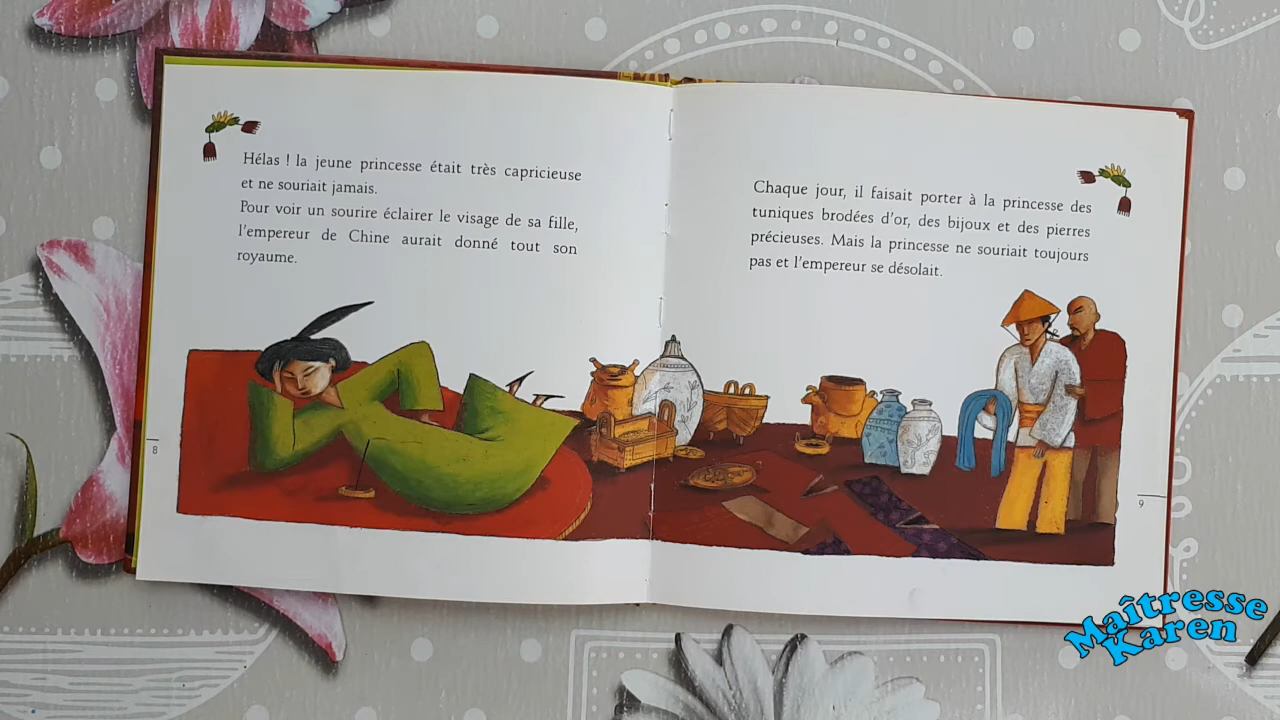 Hélas ! la jeune princesse était très capricieuse
et ne souriait jamais.
Pour voir un sourire éclairer le visage de sa fille,
l'empereur de Chine aurait donné tout son
royaume.
8
Chaque jour, il faisait porter à la princesse des
tuniques brodées d'or, des bijoux et des pierres
précieuses. Mais la princesse ne souriait toujours
pas et l'empereur se désolait.
9
Maîtresse
Karen